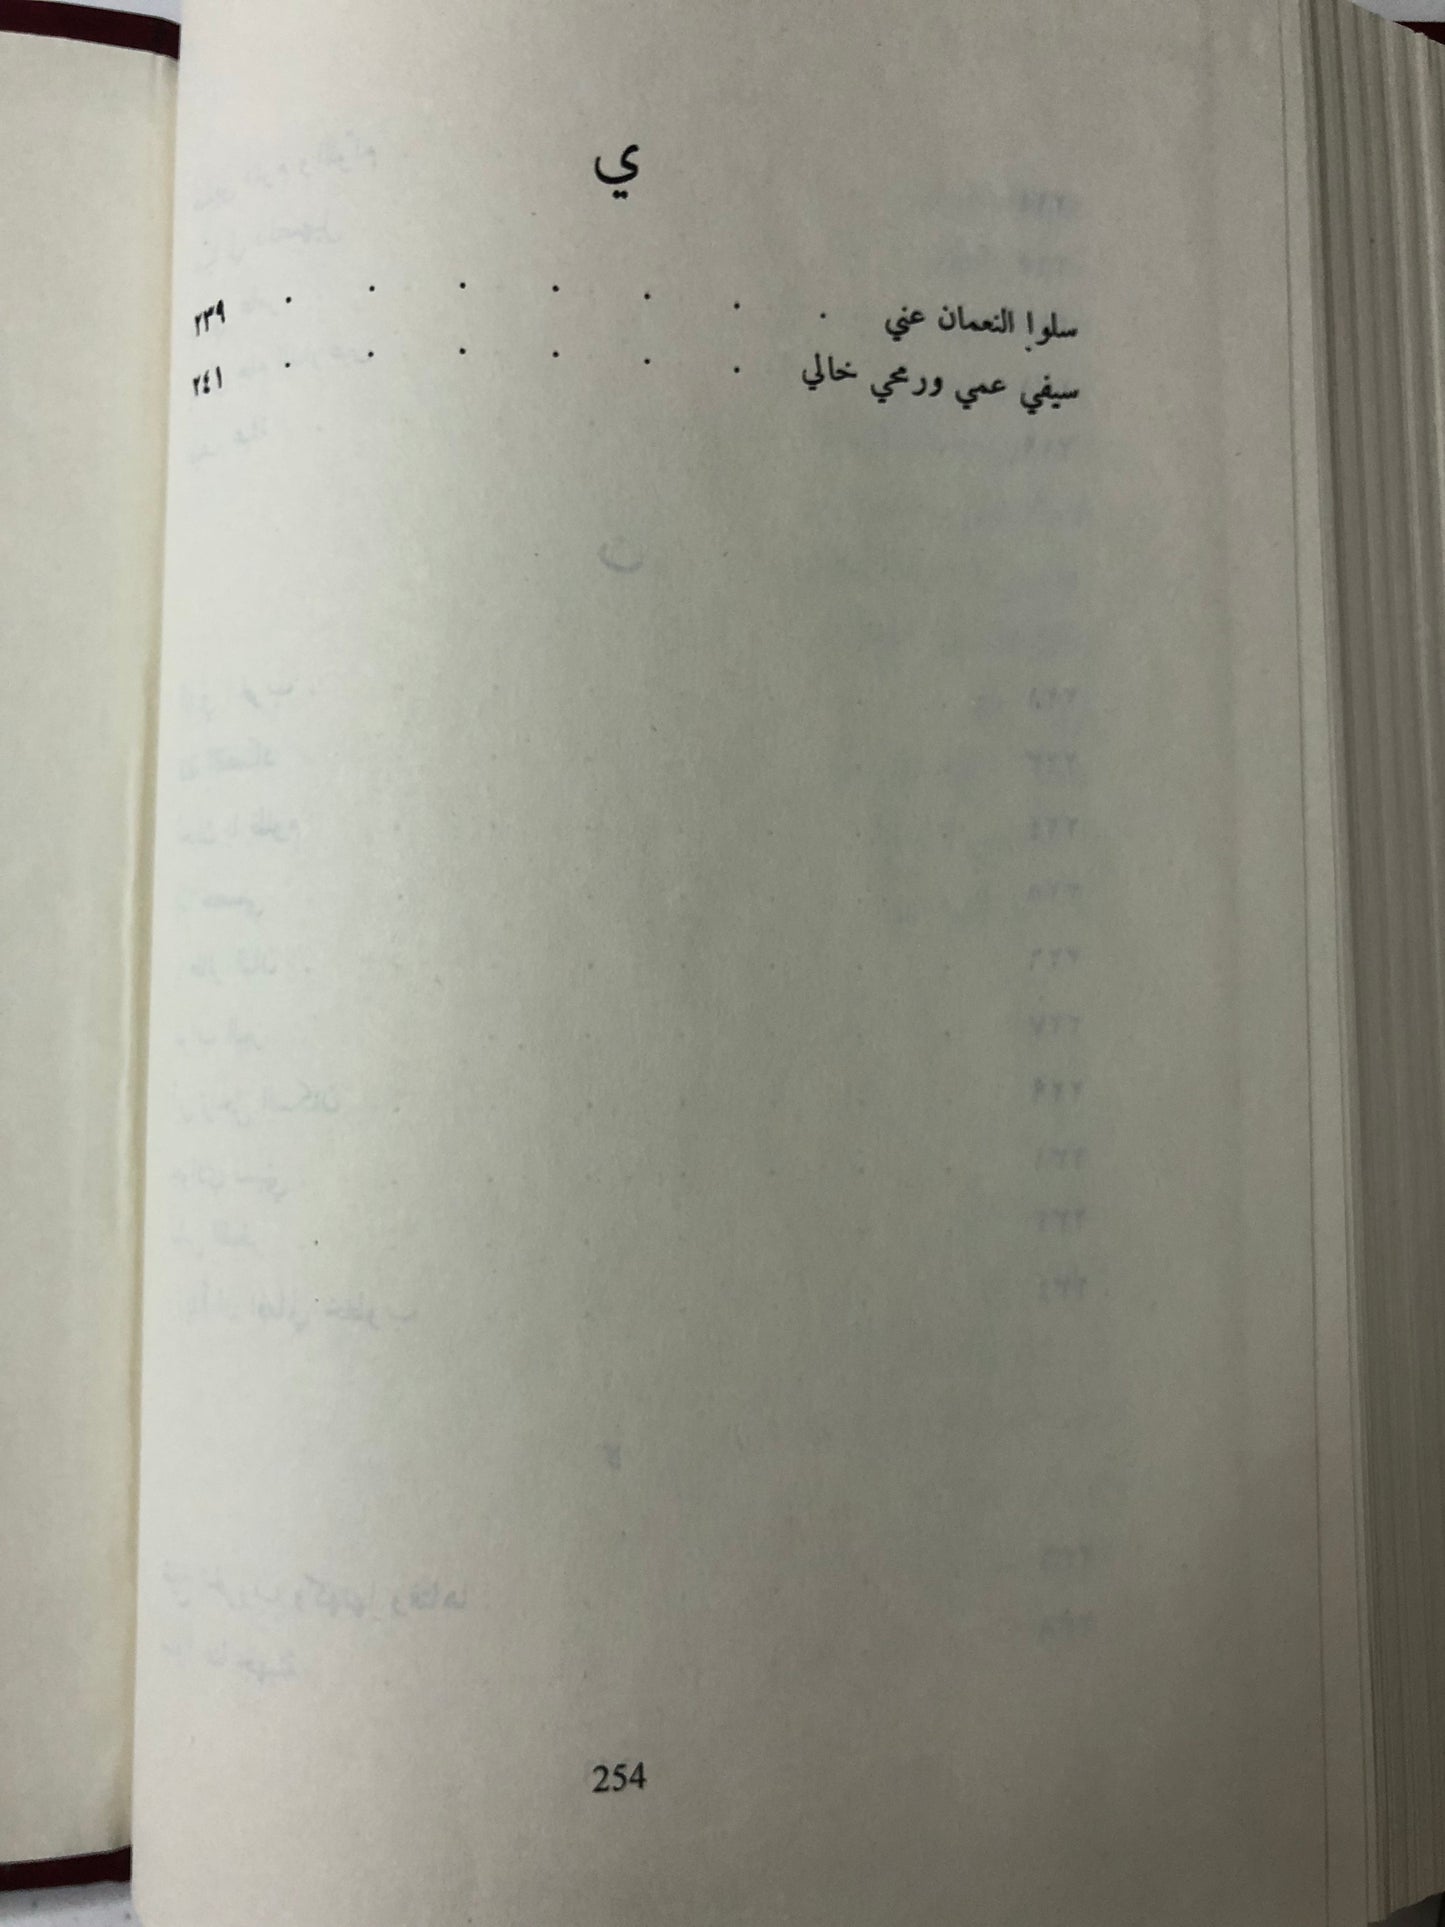 ي
سلوا النعمان عني . . . . . . . ٢٣٩
سيفي عمي ورمحي خالي . . . . . . ٢٤١
254